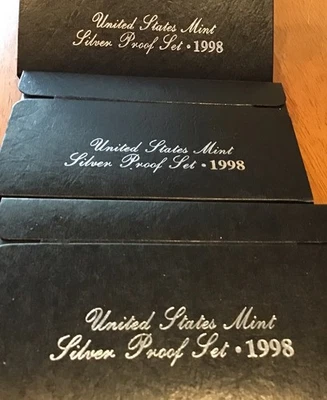 United States Mint
Silver Proof Set • 1998
United States Mint
Silver Proof Set • 1998
United States Mint
Silver Proof Set • 1998